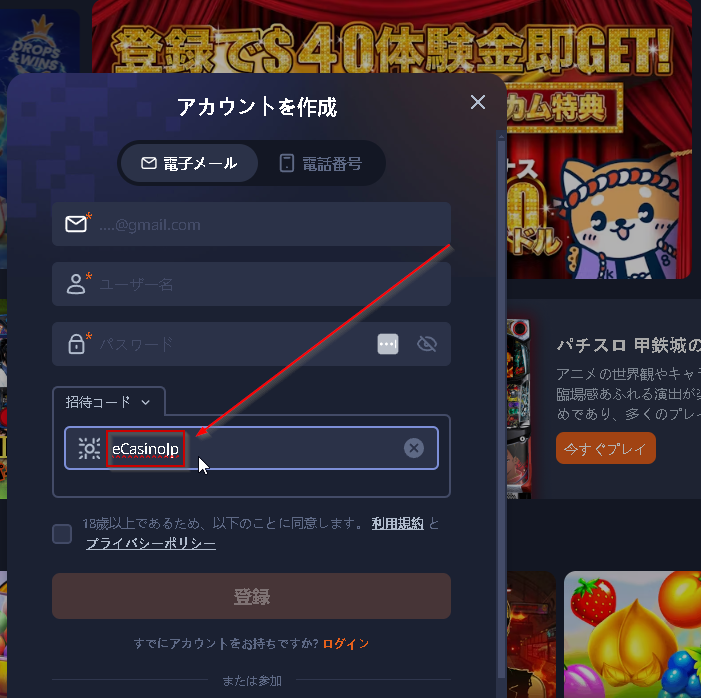 DROPS
& WINS
登録で$40体験金即GET!
カム特典
ナス
ドル
アカウントを作成
電子メール
電話番号
....@gmail.com
ユーザー名
パスワード
招待コード
eCasinoJp
18歳以上であるため、以下のことに同意します。 利用規約 と
プライバシーポリシー
登録
すでにアカウントをお持ちですか? ログイン
または参加
パチスロ 甲鉄城の
アニメの世界観やキャラ
臨場感あふれる演出が
めであり、多くのプレイ
今すぐプレイ